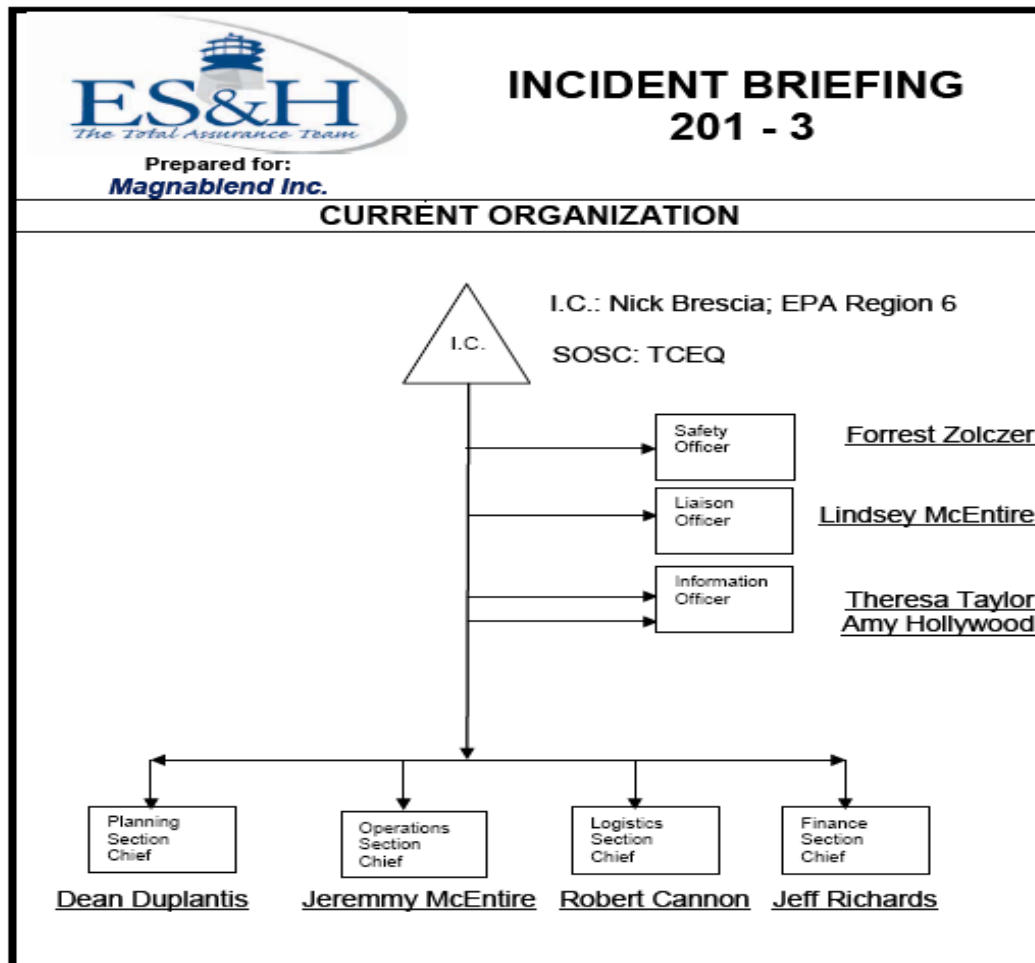 ES&H
The Total Assurance Team
Prepared for:
Magnablend Inc.
INCIDENT BRIEFING
201 - 3
CURRENT ORGANIZATION
I.C.
I.C.: Nick Brescia; EPA Region 6
SOSC: TCEQ
Safety
Officer
Forrest Zolczer
Liaison
Officer
Lindsey McEntire
Information
Officer
Theresa Taylor
Amy Hollywood
Planning
Section
Chief
Dean Duplantis
Operations
Section
Chief
Jeremmy McEntire
Logistics
Section
Chief
Robert Cannon
Finance
Section
Chief
Jeff Richards